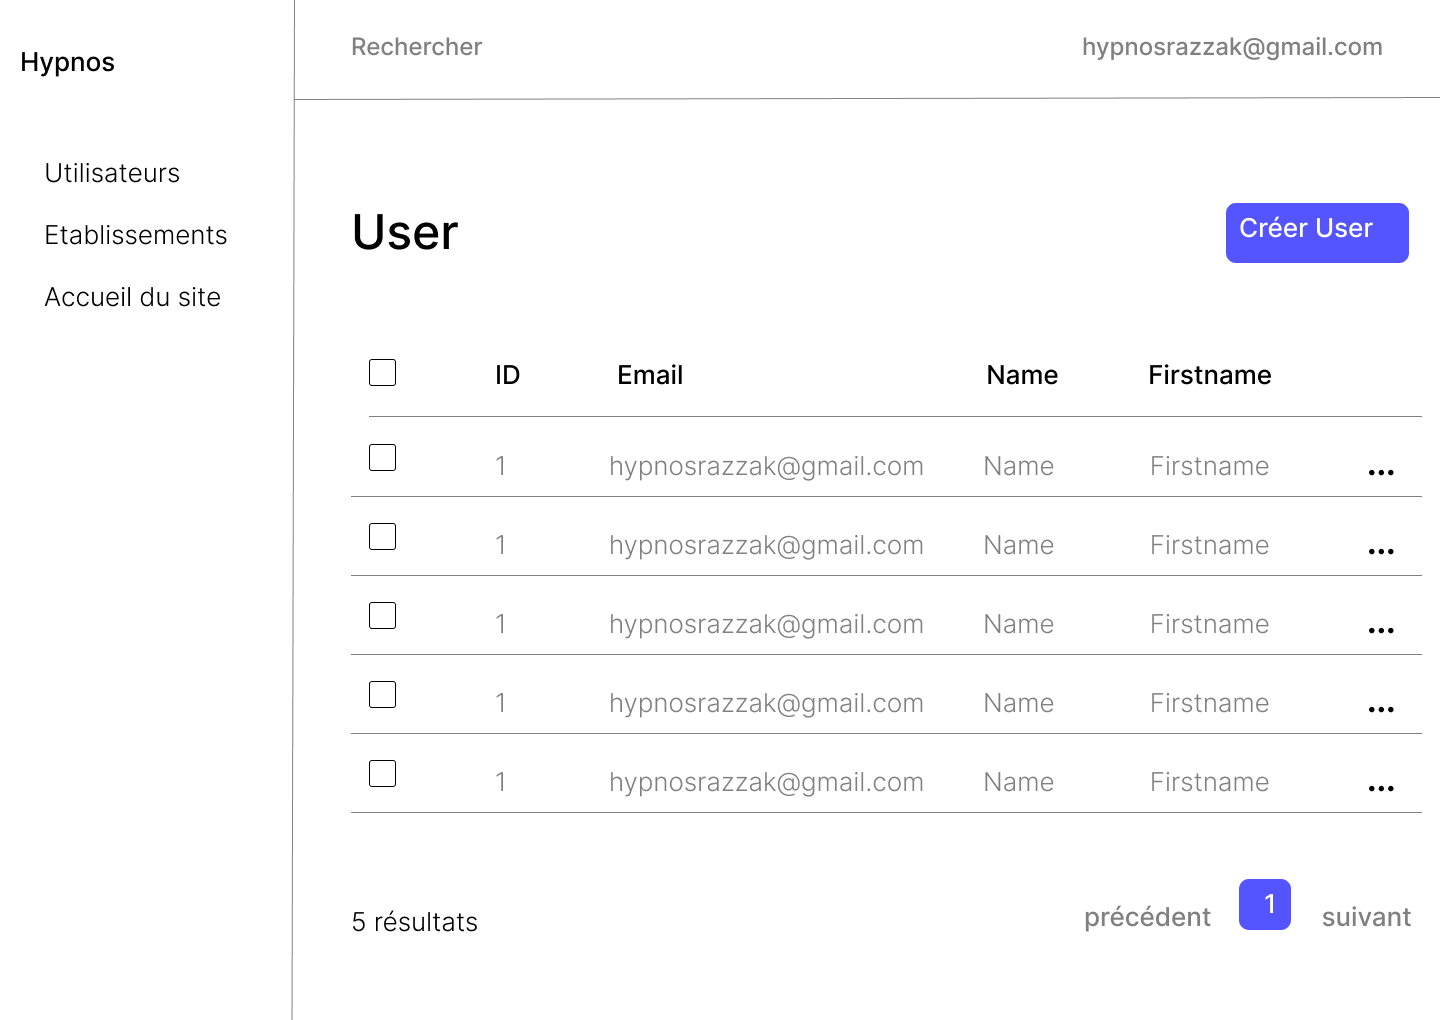 Hypnos
Utilisateurs
Etablissements
Accueil du site
Rechercher hypnosrazzak@gmail.com
User Créer User
ID Email Name Firstname
1 hypnosrazzak@gmail.com Name Firstname ...
1 hypnosrazzak@gmail.com Name Firstname ...
1 hypnosrazzak@gmail.com Name Firstname ...
1 hypnosrazzak@gmail.com Name Firstname ...
1 hypnosrazzak@gmail.com Name Firstname ...
5 résultats précédent 1 suivant